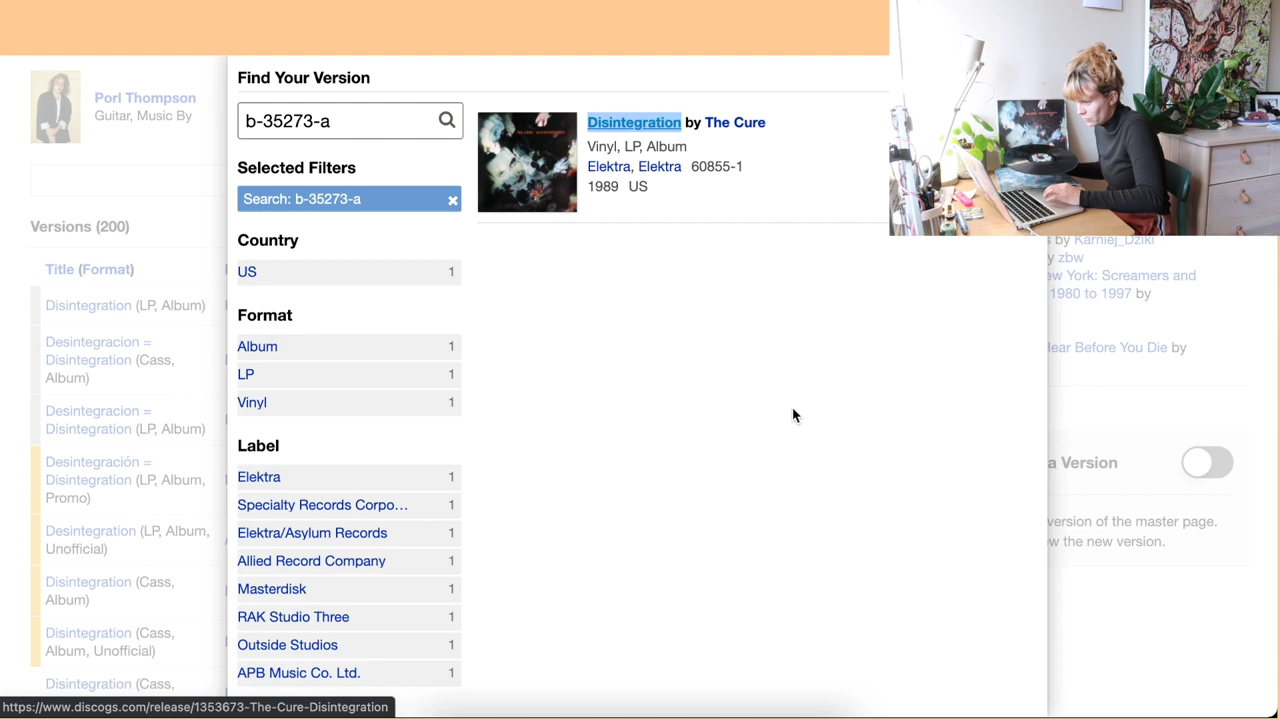 Find Your Version
b-35273-a
Selected Filters
Search: b-35273-a
Country
US 1
Format
Album 1
LP 1
Vinyl 1
Label
Elektra 1
Specialty Records Corpo... 1
Elektra/Asylum Records 1
Allied Record Company 1
Masterdisk 1
RAK Studio Three 1
Outside Studios 1
APB Music Co. Ltd. 1
Disintegration by The Cure
Vinyl, LP, Album
Elektra, Elektra 60855-1
1989 US
Porl Thompson
Guitar, Music By
Versions (200)
Title (Format)
Disintegration (LP, Album)
Desintegracion =
Disintegration (Cass,
Album)
Desintegracion =
Disintegration (LP, Album)
Desintegración =
Disintegration (LP, Album,
Promo)
Desintegration (LP, Album,
Unofficial)
Disintegration (Cass,
Album)
Disintegration (Cass,
Album, Unofficial)
Disintegration (Cass,
s by Karniej_Dziki
y zbw
ew York: Screamers and
1980 to 1997 by
Hear Before You Die by
a Version
version of the master page.
w the new version.
https://www.discogs.com/release/1353673-The-Cure-Disintegration